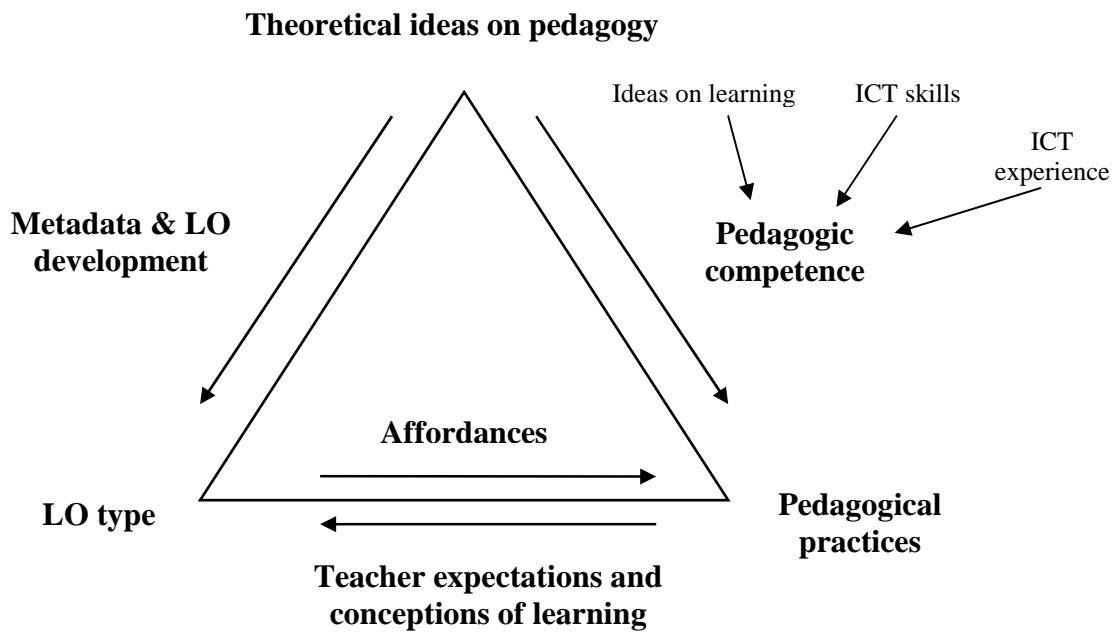 Theoretical ideas on pedagogy
Ideas on learning
ICT skills
ICT
experience
Metadata & LO
development
Pedagogic
competence
Affordances
LO type
Pedagogical
practices
Teacher expectations and
conceptions of learning